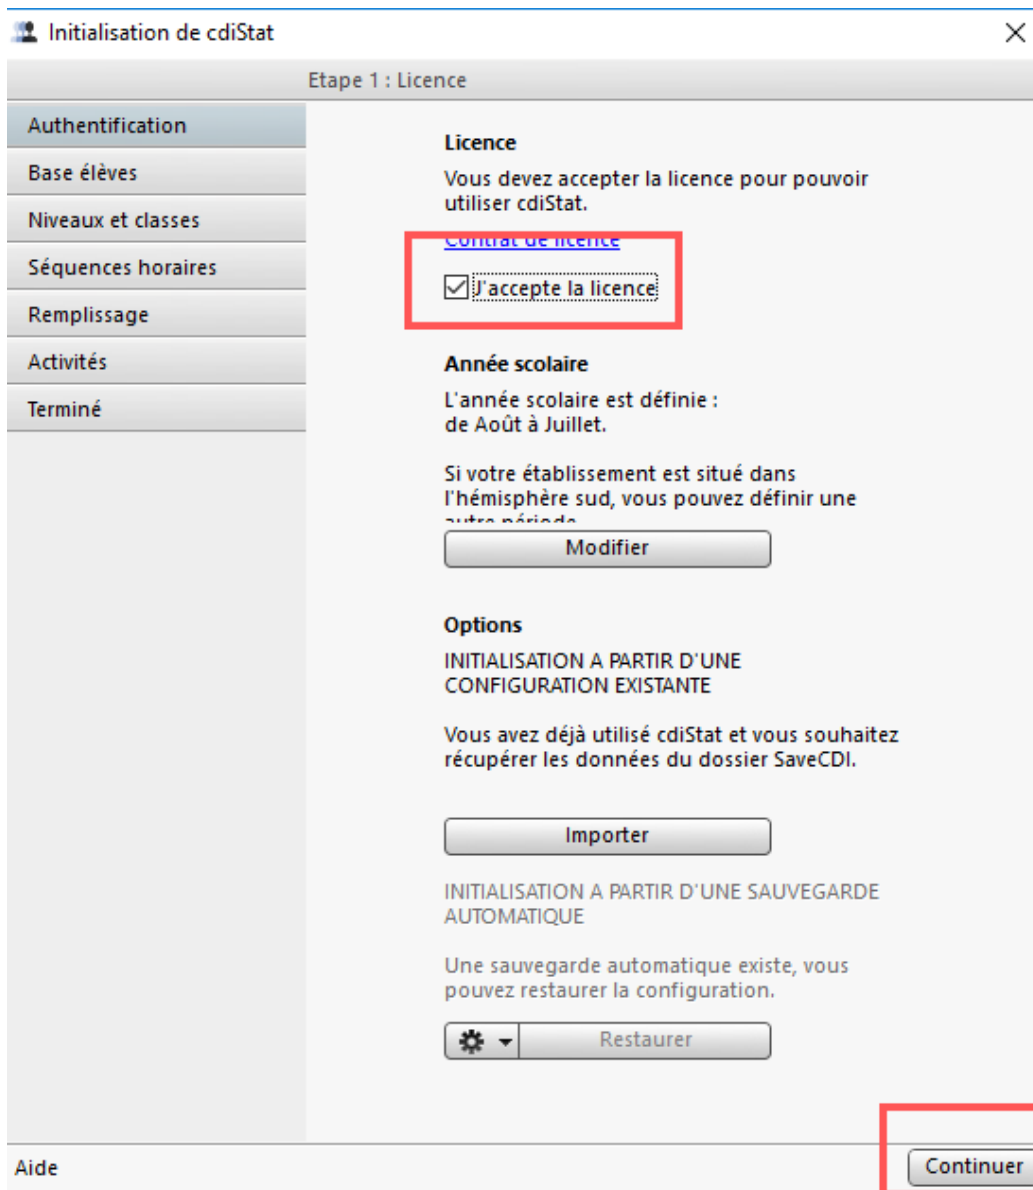 Initialisation de cdiStat
Etape 1 : Licence
Authentification
Base élèves
Niveaux et classes
Séquences horaires
Remplissage
Activités
Terminé
Licence
Vous devez accepter la licence pour pouvoir
utiliser cdiStat.
Contrat de licence
J'accepte la licence
Année scolaire
L'année scolaire est définie :
de Août à Juillet.
Si votre établissement est situé dans
l'hémisphère sud, vous pouvez définir une
autre période
Modifier
Options
INITIALISATION A PARTIR D'UNE
CONFIGURATION EXISTANTE
Vous avez déjà utilisé cdiStat et vous souhaitez
récupérer les données du dossier SaveCDI.
Importer
INITIALISATION A PARTIR D'UNE SAUVEGARDE
AUTOMATIQUE
Une sauvegarde automatique existe, vous
pouvez restaurer la configuration.
Restaurer
Aide
Continuer